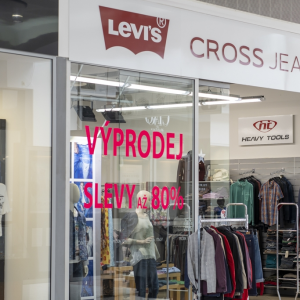 LEVI'S®
CROSS JEA
HEAVY TOOLS
VÝPRODEJ
SLEVY AŽ 80%